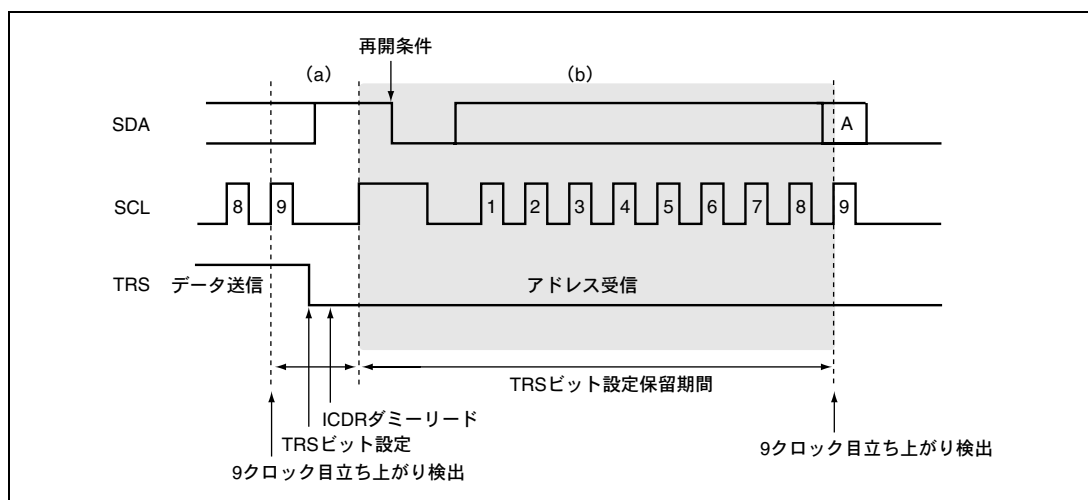 再開条件
(a)
(b)
SDA
A
SCL
8
9
1
2
3
4
5
6
7
8
9
TRS
データ送信
アドレス受信
TRSビット設定保留期間
ICDRダミーリード
TRSビット設定
9クロック目立ち上がり検出
9クロック目立ち上がり検出